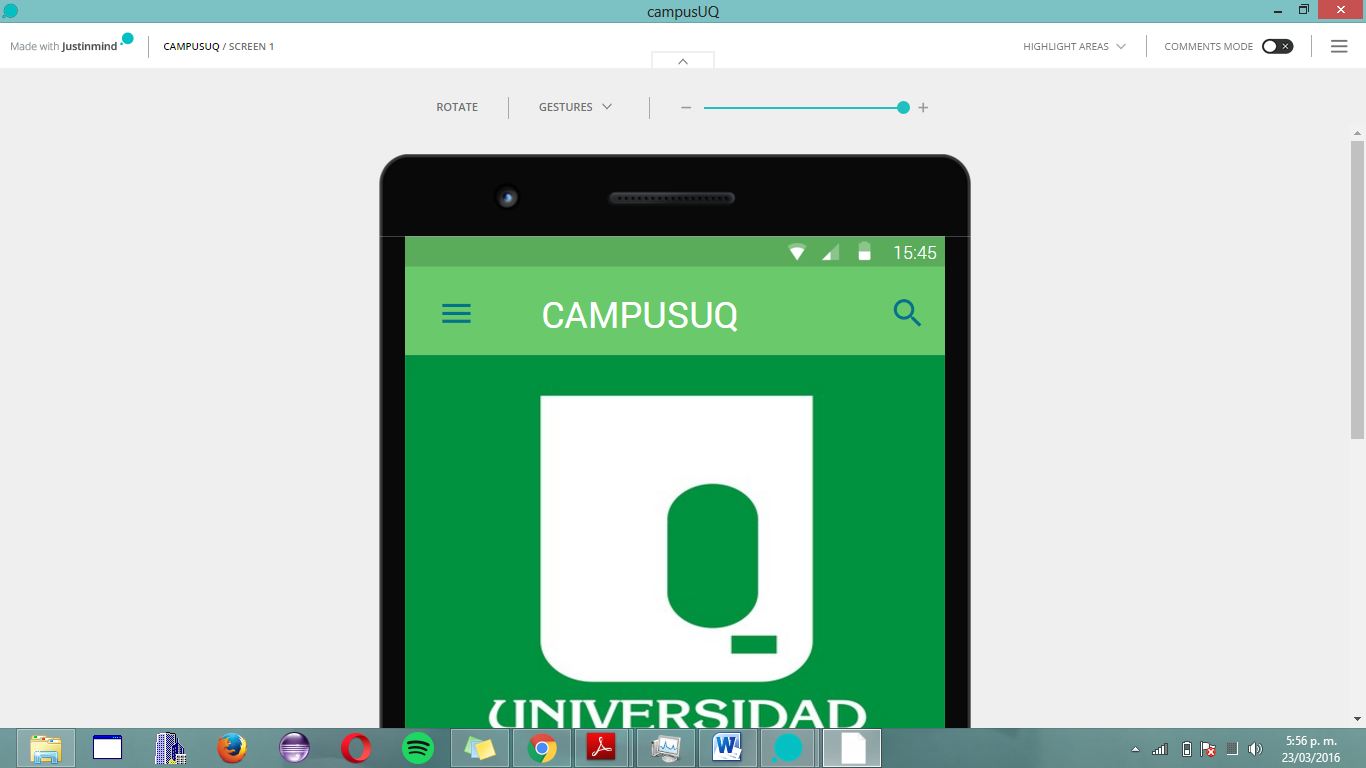 campusUQ
Made with Justinmind
CAMPUSUQ / SCREEN 1
HIGHLIGHT AREAS
COMMENTS MODE
ROTATE
GESTURES
15:45
CAMPUSUQ
UNIVERSIDAD
5:56 p. m.
23/03/2016